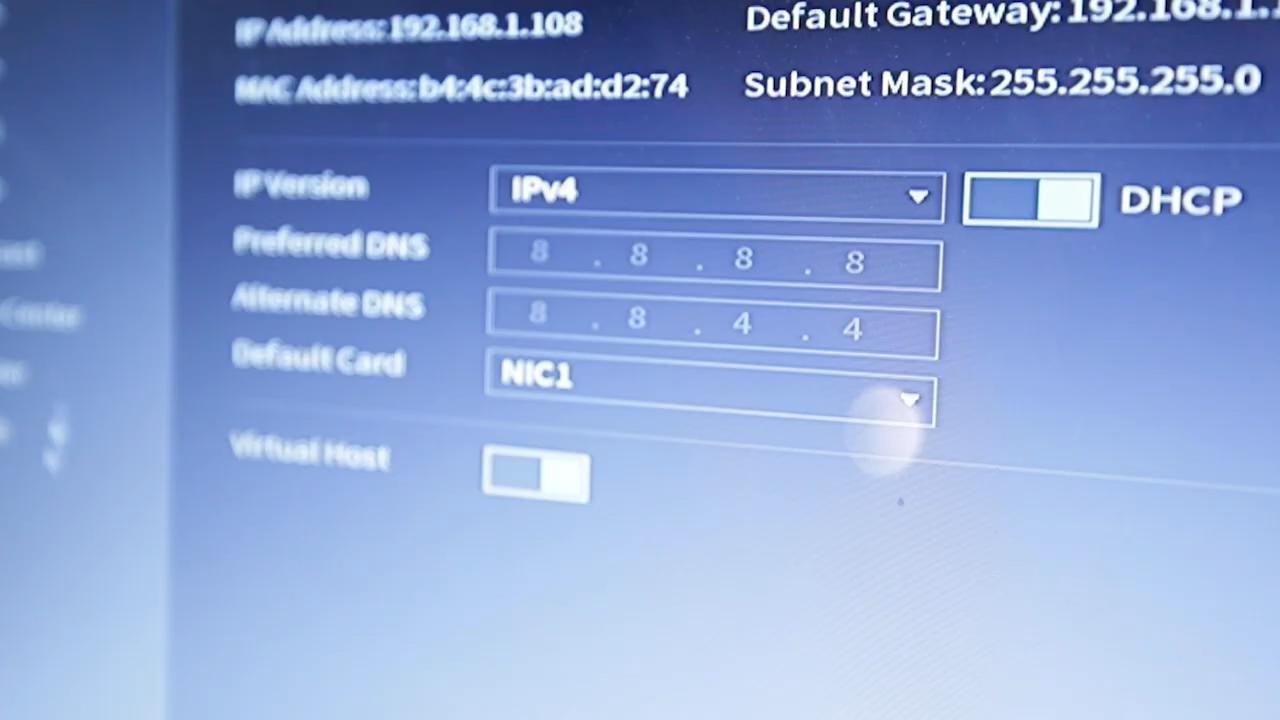 IP Address: 192.168.1.108
Default Gateway: 192.168.1.1
MAC Address: b4:4c:3b:ad:d2:74
Subnet Mask: 255.255.255.0
IP Version
IPv4
DHCP
Preferred DNS
8 . 8 . 8 . 8
Alternate DNS
8 . 8 . 4 . 4
Default Card
NIC1
Virtual Host